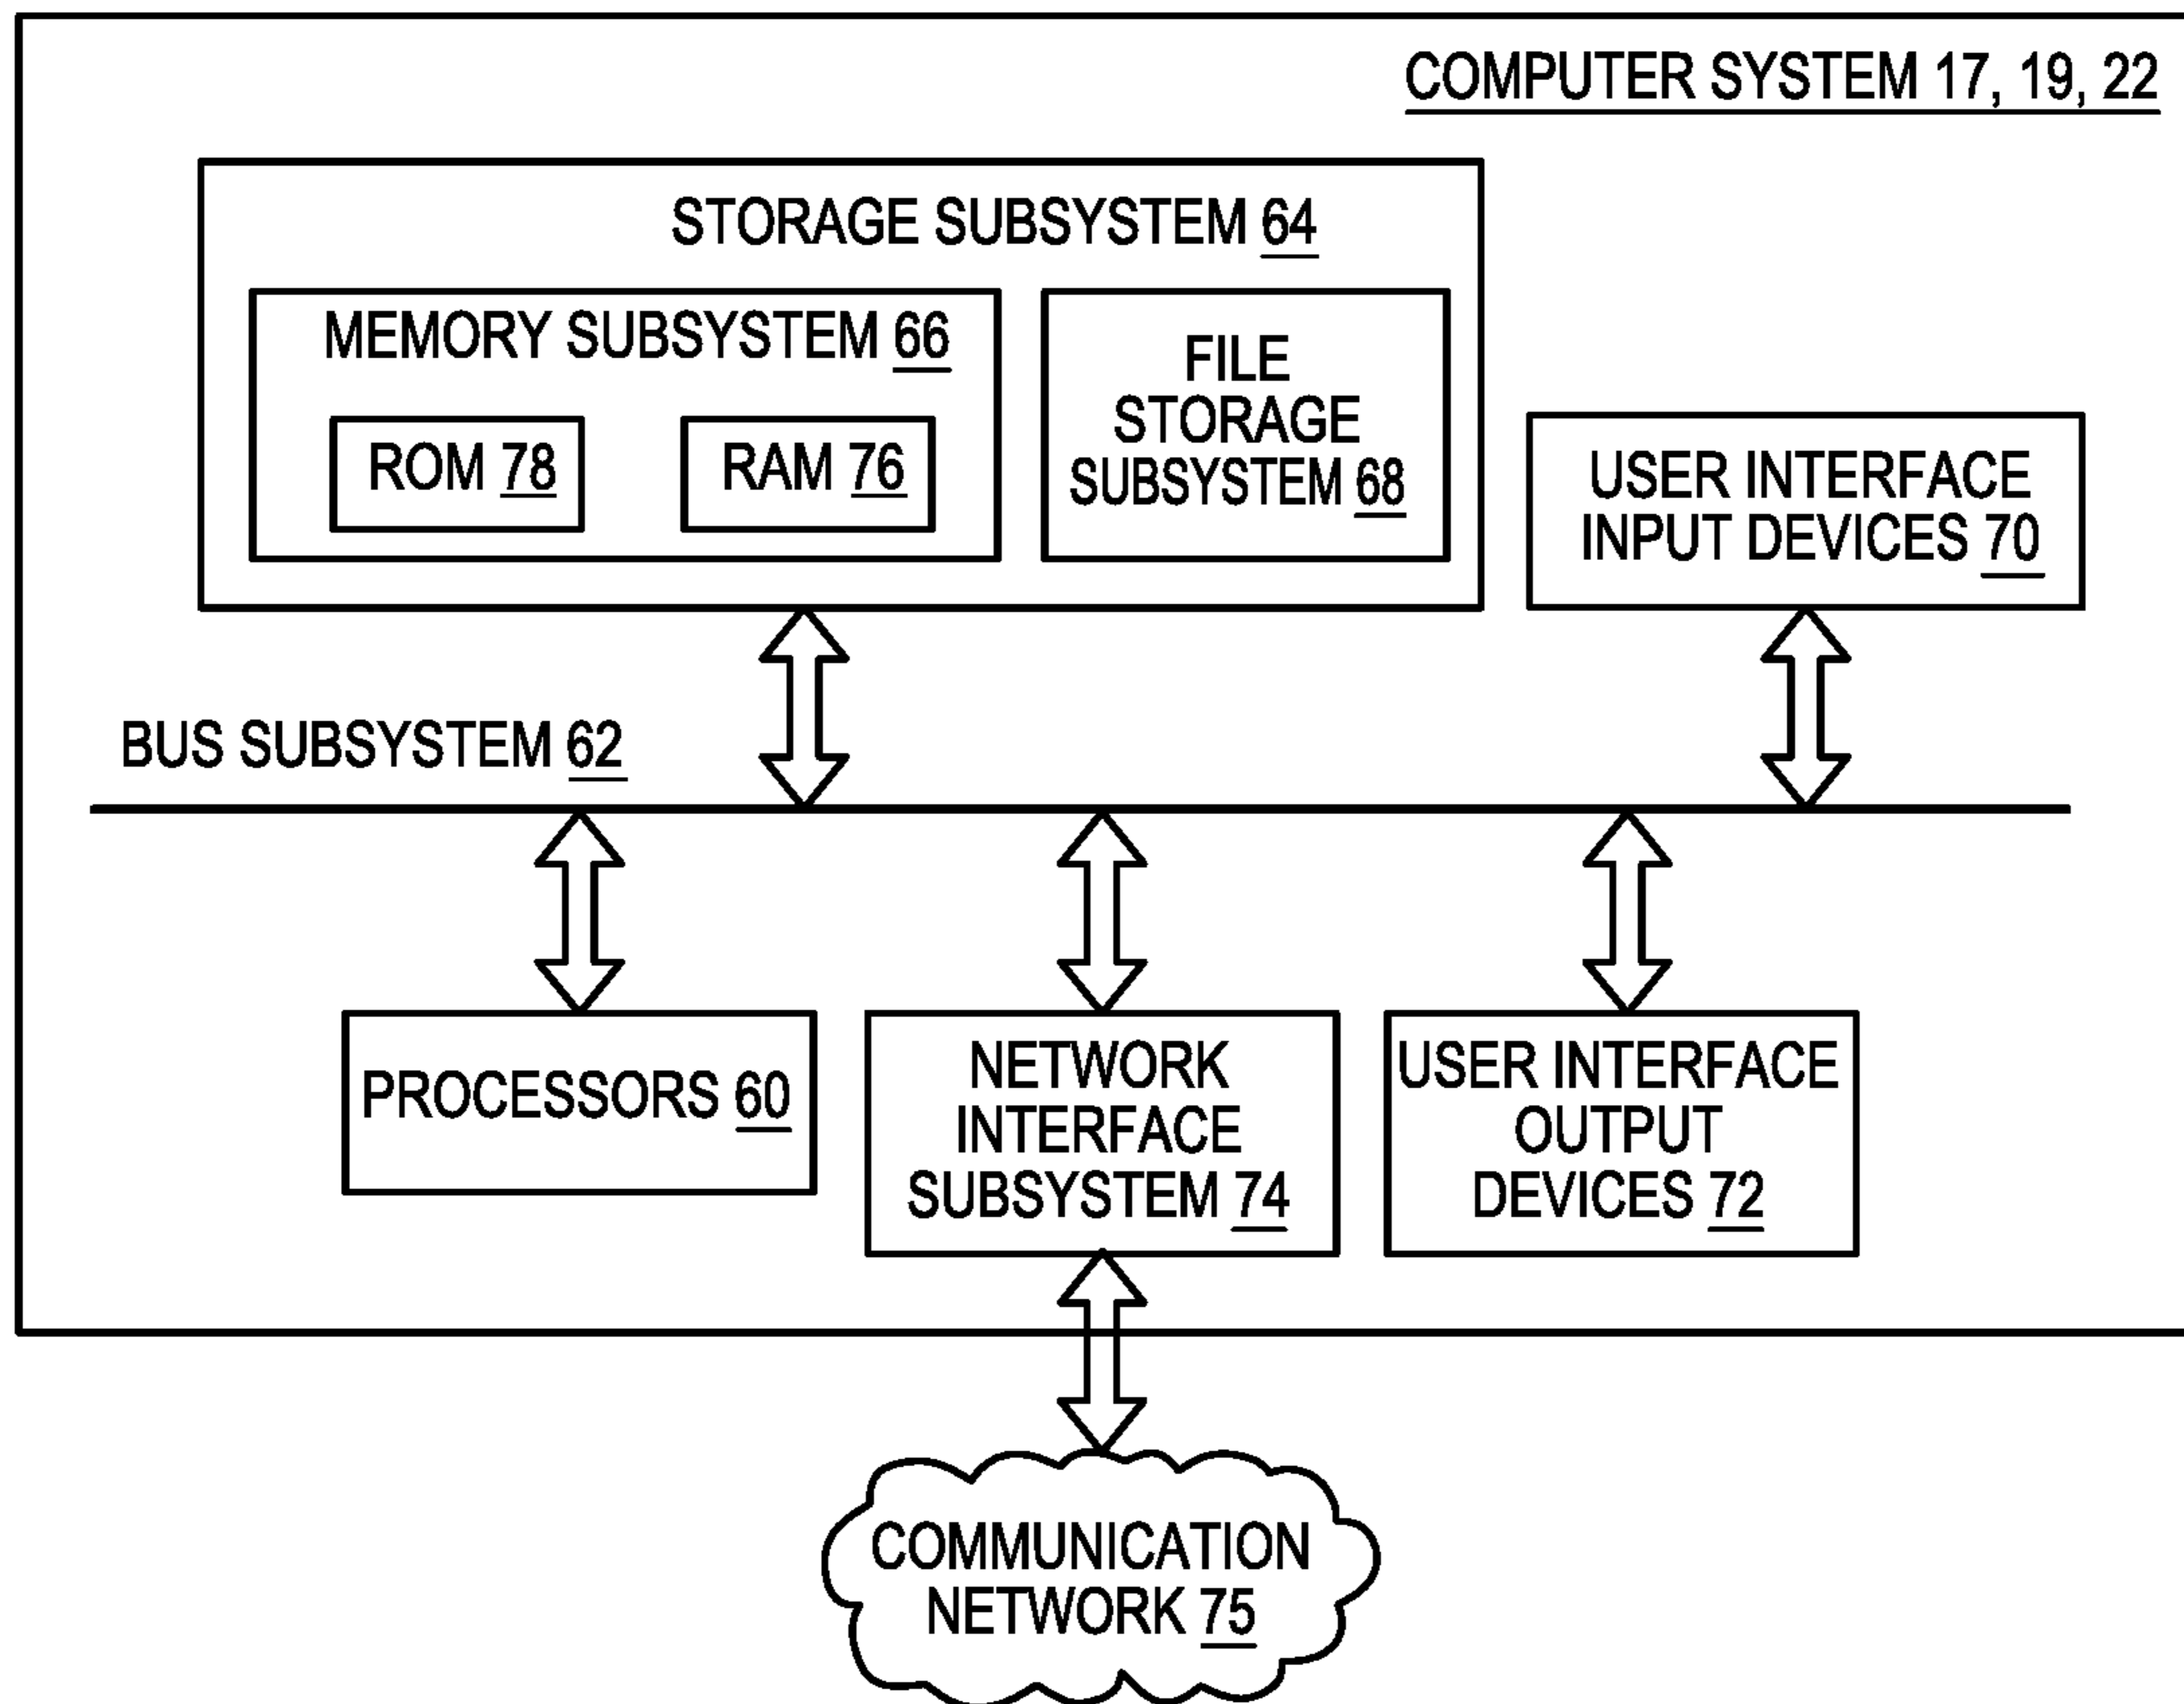 COMPUTER SYSTEM 17, 19, 22
STORAGE SUBSYSTEM 64
MEMORY SUBSYSTEM 66
ROM 78
RAM 76
FILE
STORAGE
SUBSYSTEM 68
USER INTERFACE
INPUT DEVICES 70
BUS SUBSYSTEM 62
PROCESSORS 60
NETWORK
INTERFACE
SUBSYSTEM 74
USER INTERFACE
OUTPUT
DEVICES 72
COMMUNICATION
NETWORK 75